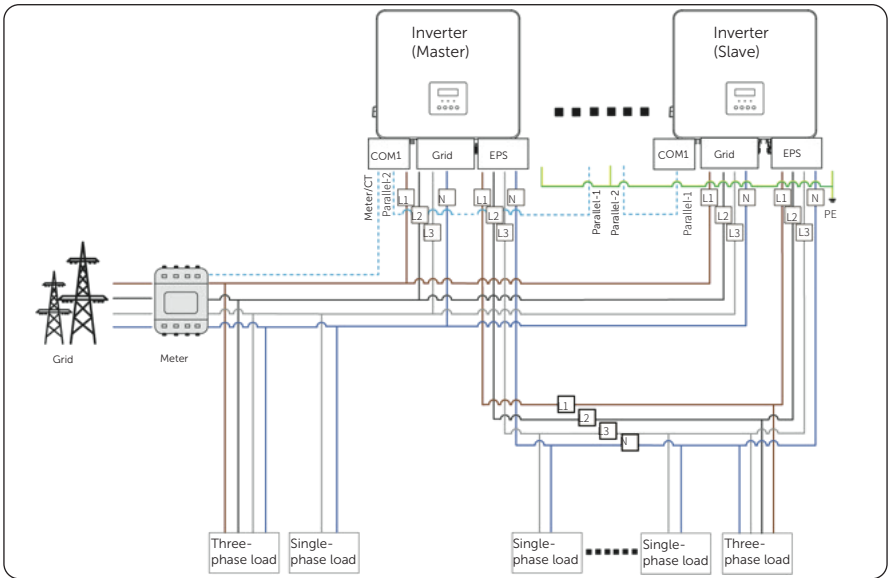 Inverter
(Master)
Inverter
(Slave)
COM1
Grid
EPS
COM1
Grid
EPS
Meter/CT
Parallel-2
L1
L2
L3
N
L1
L2
L3
N
Parallel-1
Parallel-2
Parallel-1
L1
L2
L3
N
L1
L2
L3
N
PE
Grid
Meter
L1
L2
L3
N
Three-
phase load
Single-
phase load
Single-
phase load
Single-
phase load
Three-
phase load